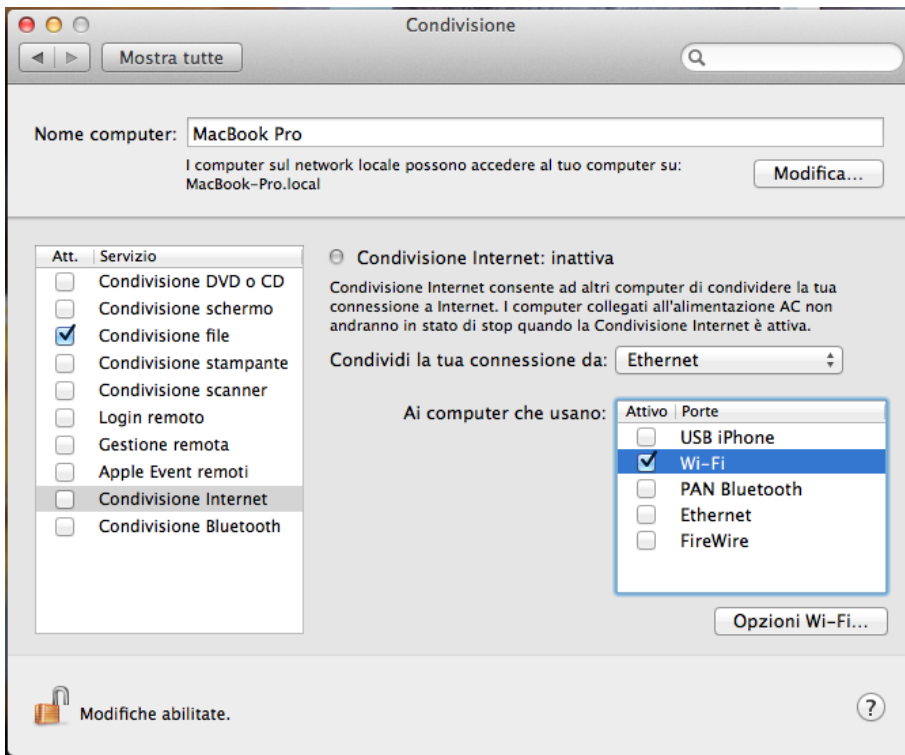 Condivisione
Mostra tutte
Nome computer: MacBook Pro
I computer sul network locale possono accedere al tuo computer su:
MacBook-Pro.local
Modifica...
Att. Servizio
Condivisione DVD o CD
Condivisione schermo
Condivisione file
Condivisione stampante
Condivisione scanner
Login remoto
Gestione remota
Apple Event remoti
Condivisione Internet
Condivisione Bluetooth
Condivisione Internet: inattiva
Condivisione Internet consente ad altri computer di condividere la tua
connessione a Internet. I computer collegati all'alimentazione AC non
andranno in stato di stop quando la Condivisione Internet è attiva.
Condividi la tua connessione da: Ethernet
Ai computer che usano:
Attivo Porte
USB iPhone
Wi-Fi
PAN Bluetooth
Ethernet
FireWire
Opzioni Wi-Fi...
Modifiche abilitate.
?